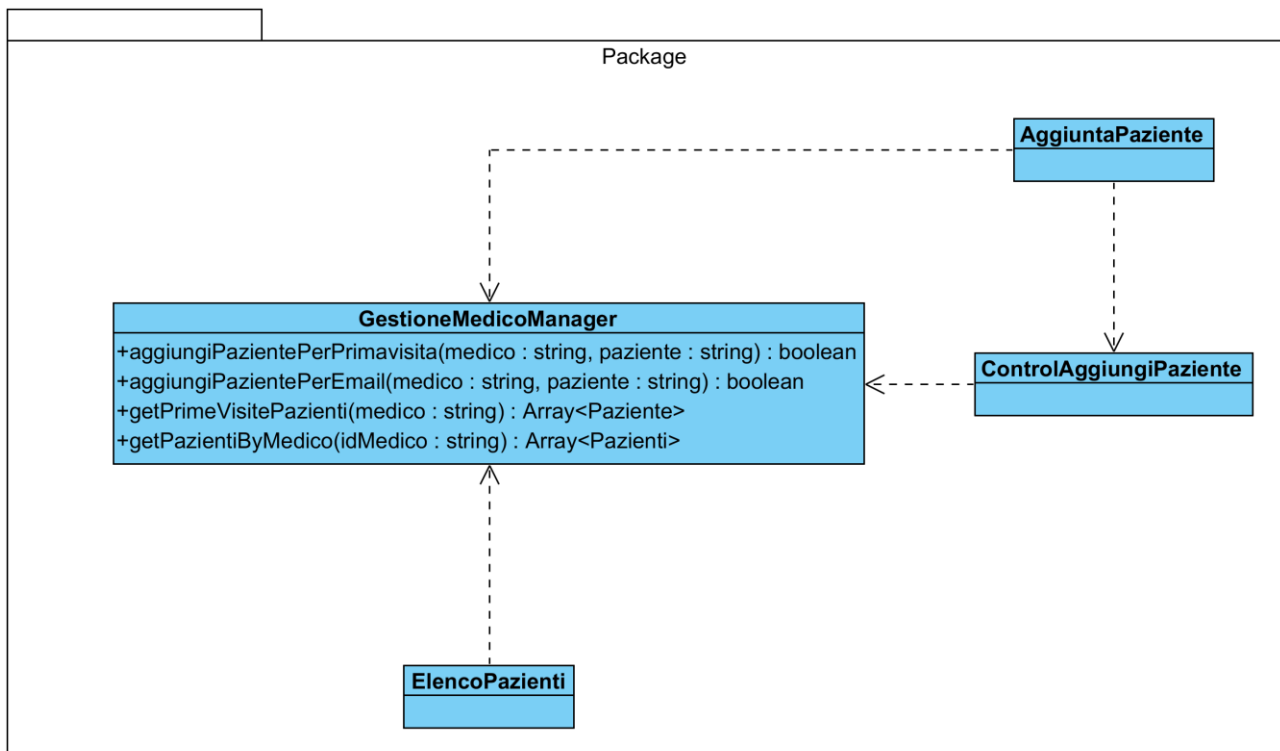 Package
AggiuntaPaziente
GestioneMedicoManager
+aggiungiPazientePerPrimavisita(medico : string, paziente : string) : boolean
+aggiungiPazientePerEmail(medico : string, paziente : string) : boolean
+getPrimeVisitePazienti(medico : string) : Array<Paziente>
+getPazientiByMedico(idMedico : string) : Array<Pazienti>
ControlAggiungiPaziente
ElencoPazienti